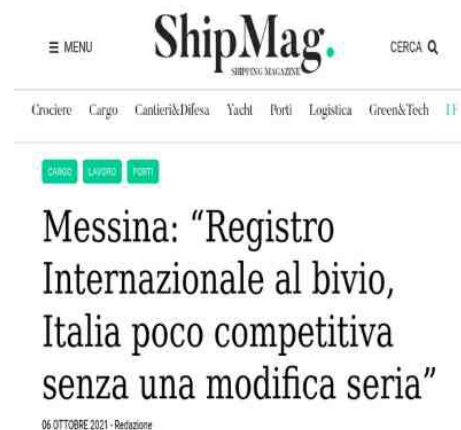 ≡ MENU
ShipMag.
SHIPPING MAGAZINE
CERCA
Crociere Cargo Cantieri&Difesa Yacht Porti Logistica Green&Tech
CARGO LAVORO PORTI
Messina: “Registro
Internazionale al bivio,
Italia poco competitiva
senza una modifica seria”
06 OTTOBRE 2021 - Redazione